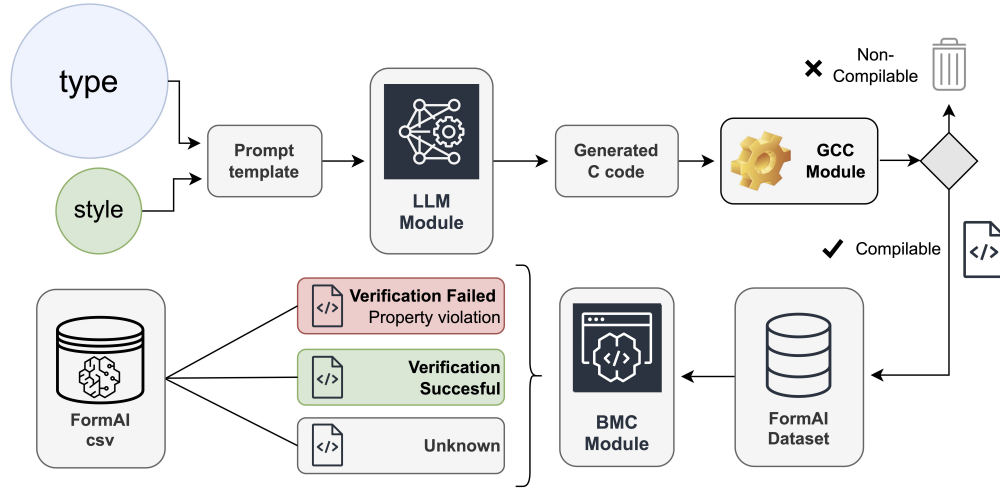 type
style
Prompt
template
LLM
Module
Generated
C code
GCC
Module
Non-
Compilable
Compilable
</>
FormAI
Dataset
BMC
Module
</>
</>
Verification Failed
Property violation
</>
Verification
Succesful
</>
Unknown
FormAI
csv